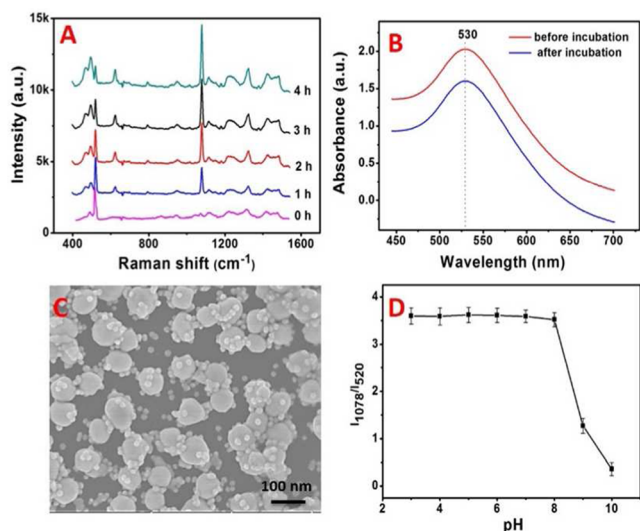 A
15k
10k
5k
0
4 h
3 h
2 h
1 h
0 h
400 600 800 1000 1200 1400 1600
Raman shift (cm-1)
Intensity (a.u.)
B
530
before incubation
after incubation
2.0
1.5
1.0
0.5
0.0
450 500 550 600 650 700
Wavelength (nm)
Absorbance (a.u.)
C
100 nm
D
4
3
2
1
0
2 4 6 8 10
pH
I1078/I520